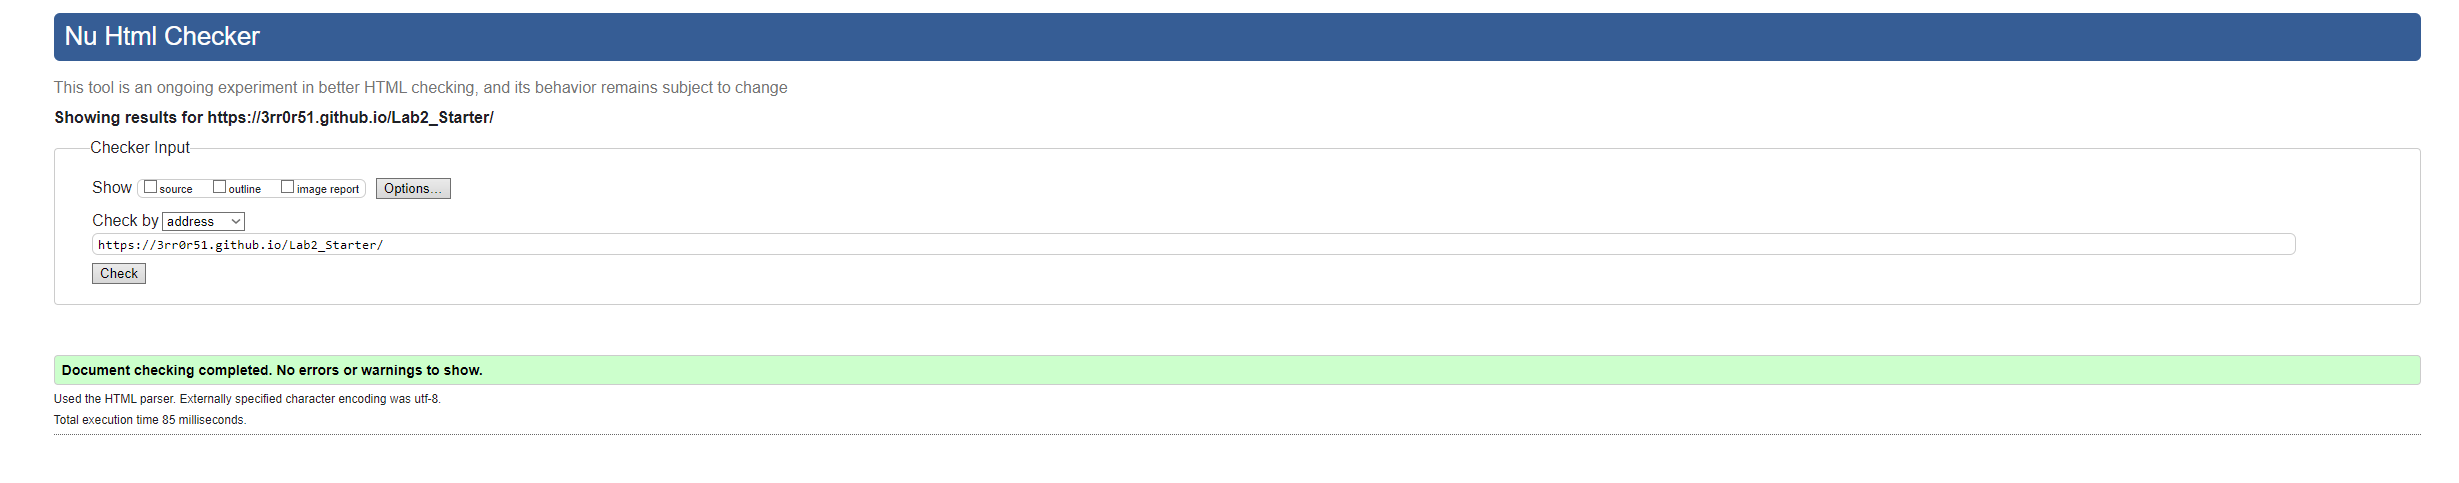 Nu Html Checker
This tool is an ongoing experiment in better HTML checking, and its behavior remains subject to change
Showing results for https://3rr0r51.github.io/Lab2_Starter/
Checker Input
Show source outline image report Options...
Check by address
https://3rr0r51.github.io/Lab2_Starter/
Check
Document checking completed. No errors or warnings to show.
Used the HTML parser. Externally specified character encoding was utf-8.
Total execution time 85 milliseconds.